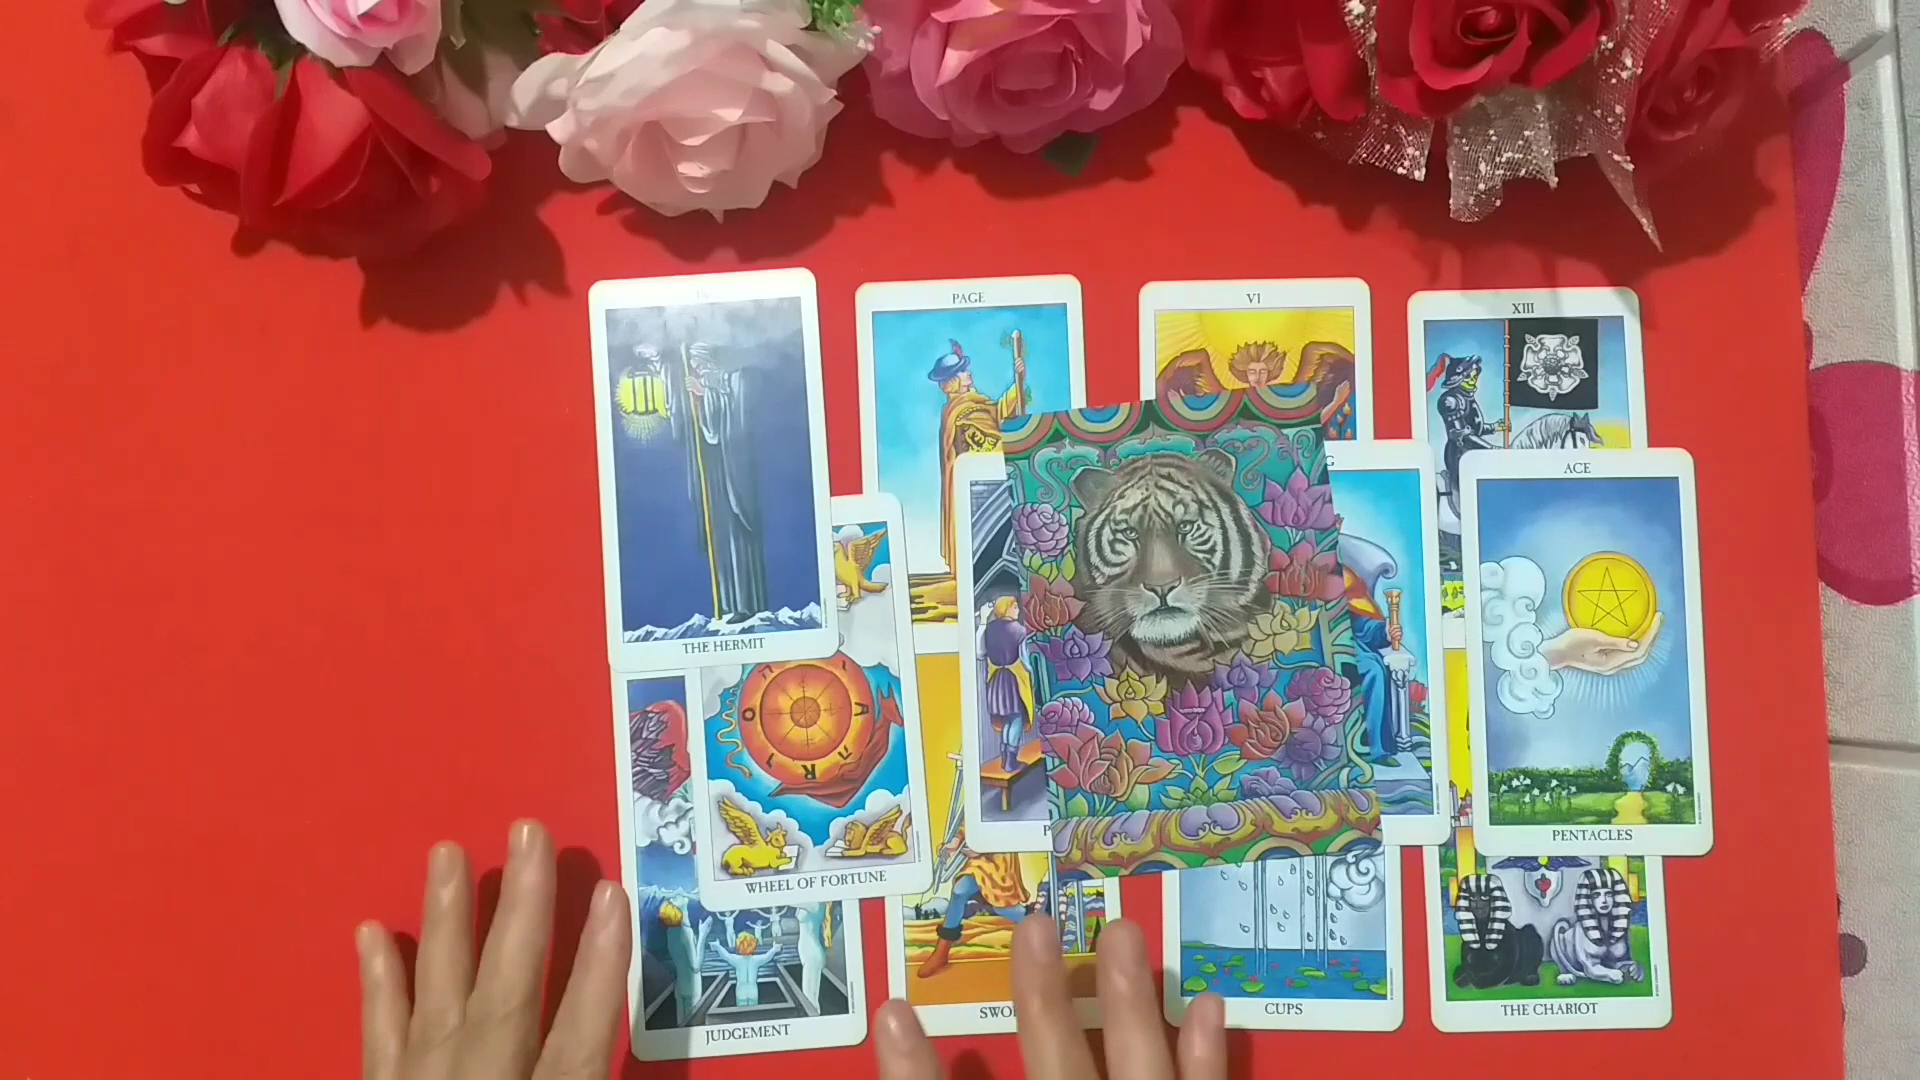 PAGE
VI
XIII
THE HERMIT
ACE
PENTACLES
WHEEL OF FORTUNE
JUDGEMENT
CUPS
THE CHARIOT